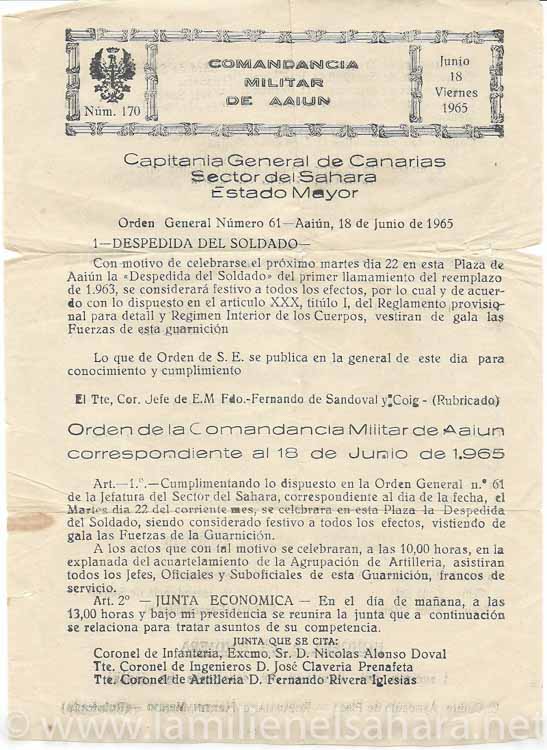 COMANDANCIA
MILITAR
DE AAIUN
Núm. 170
Junio
18
Viernes
1965
Capitania General de Canarias
Sector del Sahara
Estado Mayor
Orden General Número 61—Aaiún, 18 de Junio de 1965
1—DESPEDIDA DEL SOLDADO—
Con motivo de celebrarse el próximo martes dia 22 en esta Plaza de
Aaiún la «Despedida del Soldado» del primer llamamiento del reemplazo
de 1.963, se considerará festivo a todos los efectos, por lo cual y de acuer-
do con lo dispuesto en el articulo XXX, titúlo I, del Reglamento provisio-
nal para detall y Regimen Interior de los Cuerpos, vestiran de gala las
Fuerzas de esta guarnición
Lo que de Orden de S. E. se publica en la general de este dia para
conocimiento y cumplimiento
El Tte, Cor. Jefe de E.M Fdo.-Fernando de Sandoval y Coig - (Rubricado)
Orden de la Comandancia Militar de Aaiun
correspondiente al 18 de Junio de 1.965
Art.—1.º.—Cumplimentando lo dispuesto en la Orden General n.º 61
de la Jefatura del Sector del Sahara, correspondiente al dia de la fecha, el
Martes dia 22 del corriente mes, se celebrara en esta Plaza la Despedida
del Soldado, siendo considerado festivo a todos los efectos, vistiendo de
gala las Fuerzas de la Guarnición.
A los actos que con tal motivo se celebraran, a las 10,00 horas, en la
explanada del acuartelamiento de la Agrupación de Artilleria, asistiran
todos los Jefes, Oficiales y Suboficiales de esta Guarnición, francos de
servicio.
Art. 2º — JUNTA ECONOMICA — En el día de mañana, a las
13,00 horas y bajo mi presidencia se reunira la junta que a continuación
se relaciona para tratar asuntos de su competencia.
JUNTA QUE SE CITA:
Coronel de Infanteria, Excmo, Sr. D. Nicolas Alonso Doval
Tte. Coronel de Ingenieros D. José Claveria Prenafeta
Tte. Coronel de Artilleria D. Fernando Rivera Iglesias
© www.lamilienelsahara.net